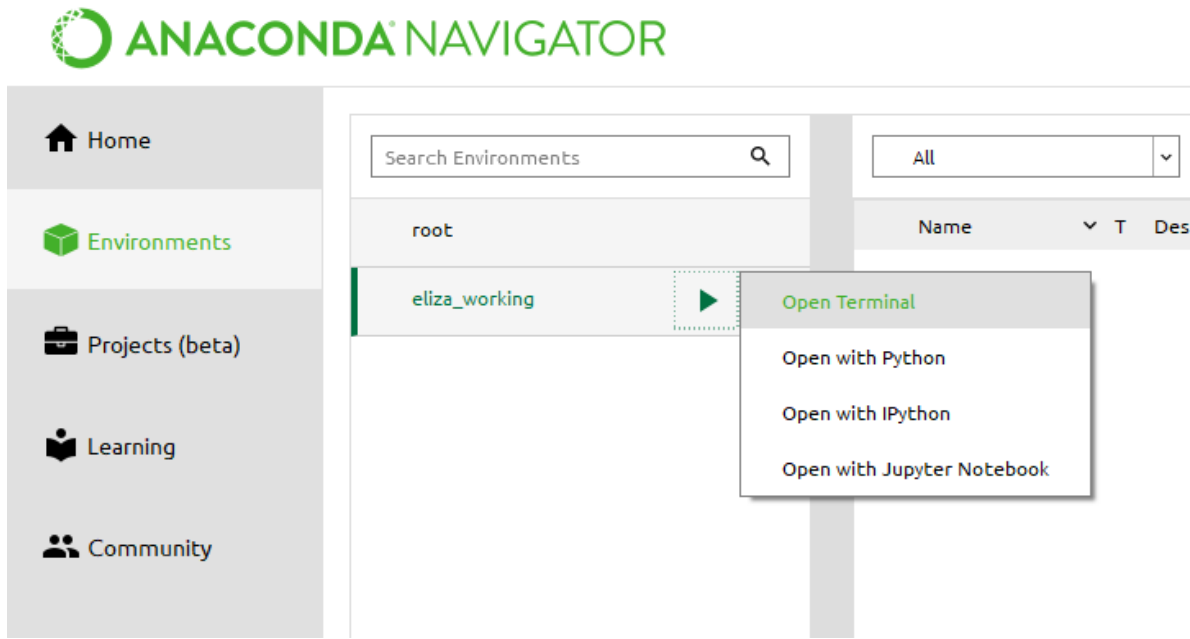 ANACONDA NAVIGATOR
Home
Environments
Projects (beta)
Learning
Community
Search Environments
root
eliza_working
All
Name T Des
Open Terminal
Open with Python
Open with IPython
Open with Jupyter Notebook